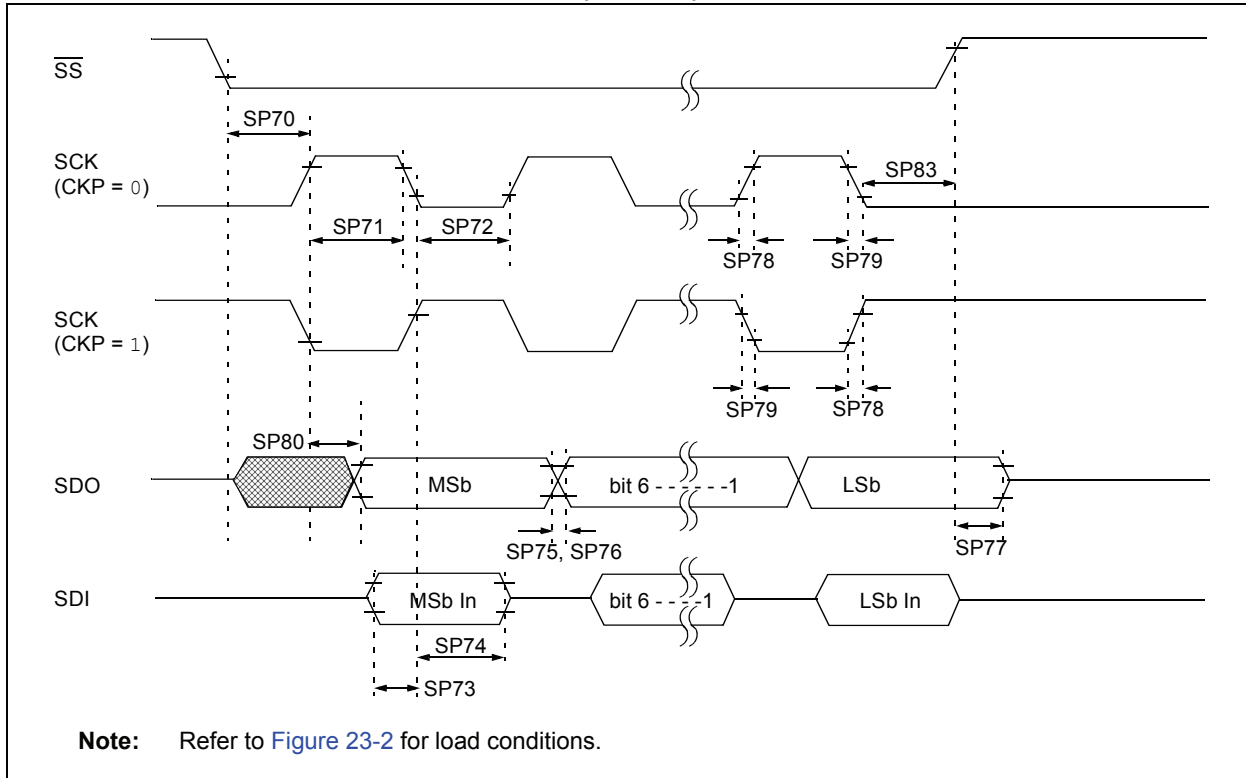 SS
SP70
SCK
(CKP = 0)
SP83
SP71
SP72
SP78
SP79
SCK
(CKP = 1)
SP79
SP78
SP80
SDO
MSb
bit 6 - - - - - -1
LSb
SP75, SP76
SP77
SDI
MSb In
bit 6 - - - - -1
LSb In
SP74
SP73
Note: Refer to Figure 23-2 for load conditions.